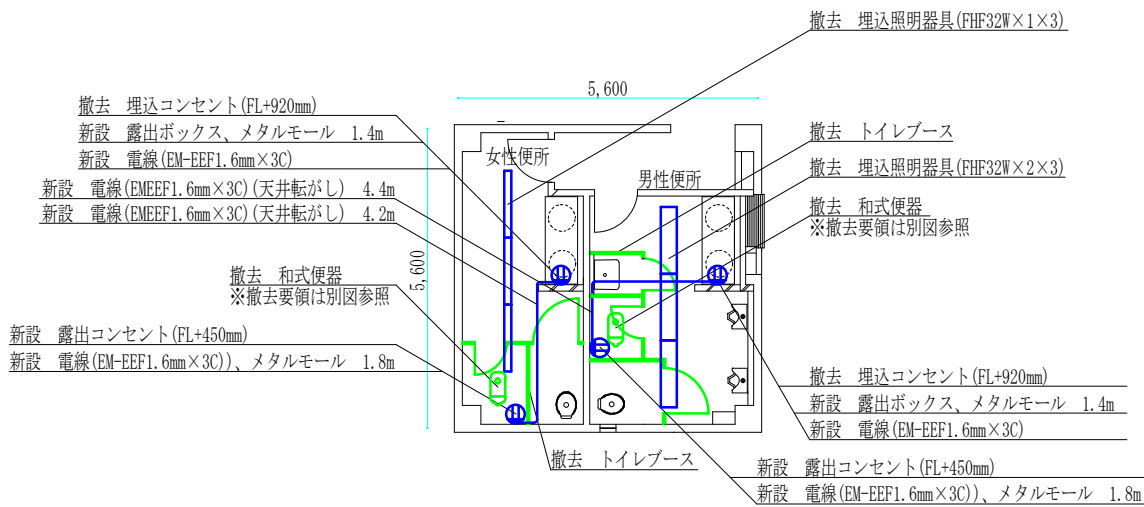 撤去　埋込照明器具(FHF32W×1×3)
5,600
撤去　埋込コンセント(FL+920mm)
新設　露出ボックス、メタルモール　1.4m
新設　電線(EM-EEF1.6mm×3C)
新設　電線(EMEEF1.6mm×3C)(天井転がし)　4.4m
新設　電線(EMEEF1.6mm×3C)(天井転がし)　4.2m
女性便所
男性便所
撤去　トイレブース
撤去　埋込照明器具(FHF32W×2×3)
撤去　和式便器
※撤去要領は別図参照
5,600
撤去　和式便器
※撤去要領は別図参照
新設　露出コンセント(FL+450mm)
新設　電線(EM-EEF1.6mm×3C))、メタルモール　1.8m
撤去　埋込コンセント(FL+920mm)
新設　露出ボックス、メタルモール　1.4m
新設　電線(EM-EEF1.6mm×3C)
撤去　トイレブース
新設　露出コンセント(FL+450mm)
新設　電線(EM-EEF1.6mm×3C))、メタルモール　1.8m